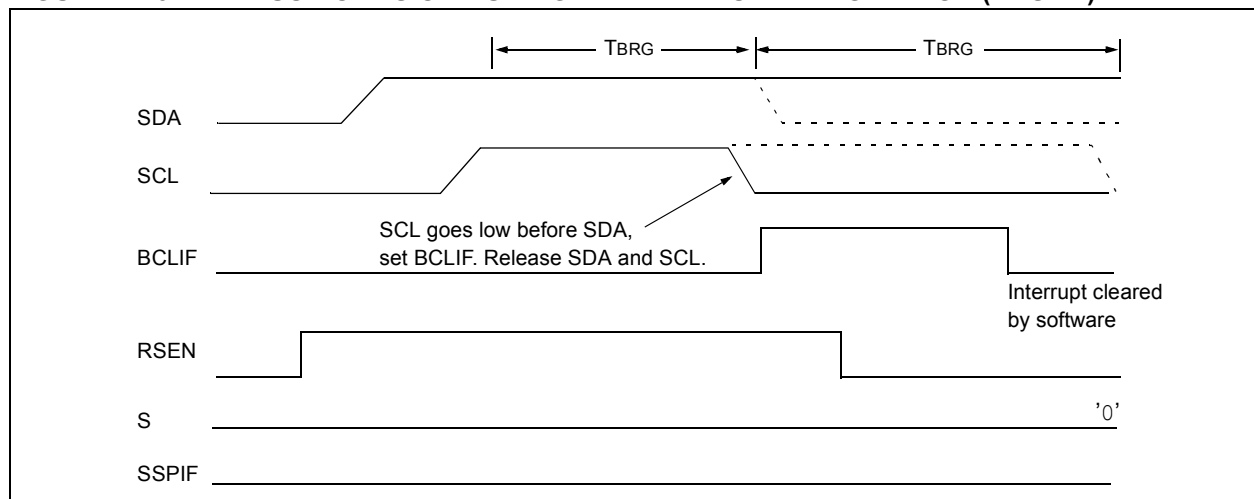 TBRG TBRG
SDA
SCL
SCL goes low before SDA,
set BCLIF. Release SDA and SCL.
BCLIF
Interrupt cleared
by software
RSEN
S '0'
SSPIF